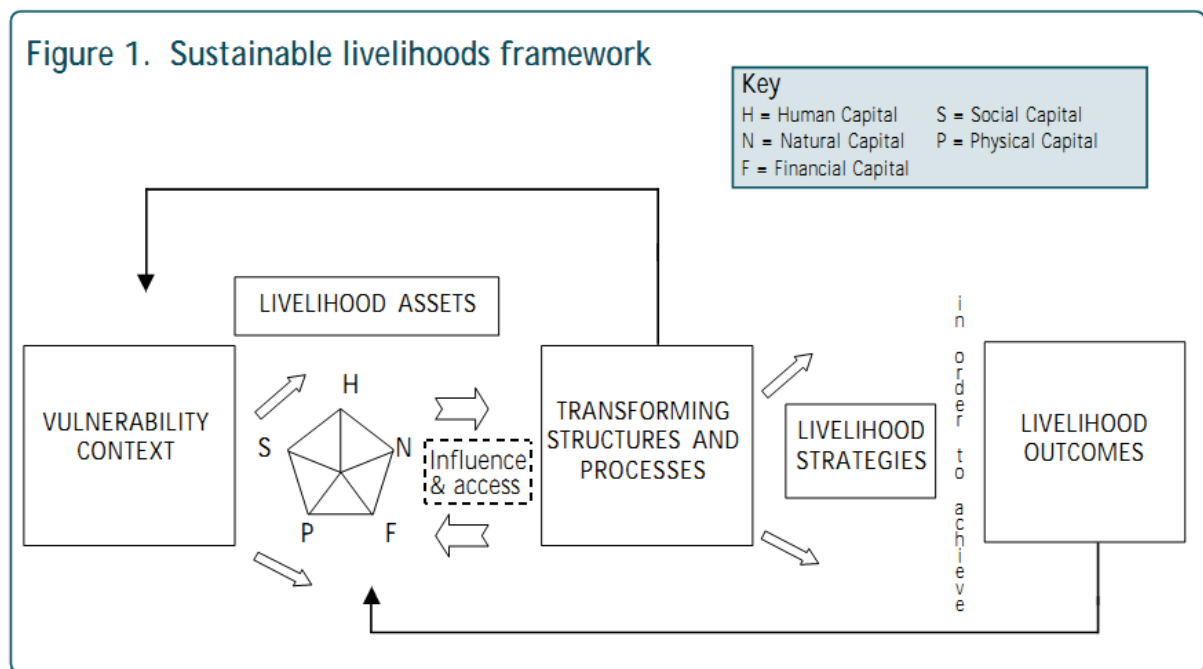 Figure 1. Sustainable livelihoods framework
Key
H = Human Capital S = Social Capital
N = Natural Capital P = Physical Capital
F = Financial Capital
LIVELIHOOD ASSETS
VULNERABILITY
CONTEXT
H
S
N
P
F
Influence
& access
TRANSFORMING
STRUCTURES AND
PROCESSES
LIVELIHOOD
STRATEGIES
in order to achieve
LIVELIHOOD
OUTCOMES